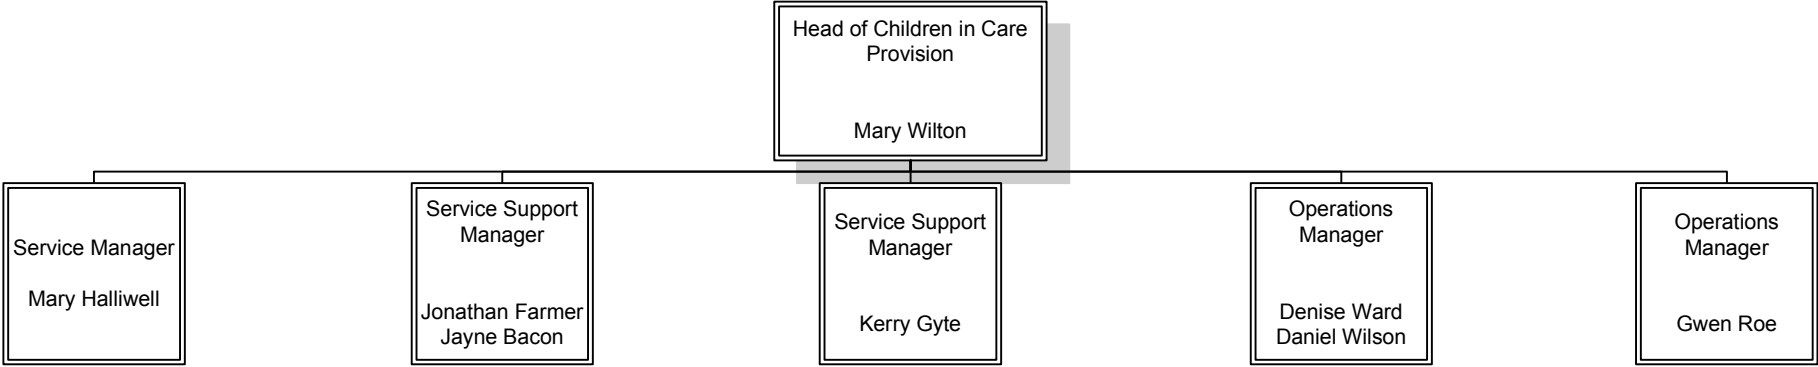 Head of Children in Care
Provision
Mary Wilton
Service Manager
Mary Halliwell
Service Support
Manager
Jonathan Farmer
Jayne Bacon
Service Support
Manager
Kerry Gyte
Operations
Manager
Denise Ward
Daniel Wilson
Operations
Manager
Gwen Roe